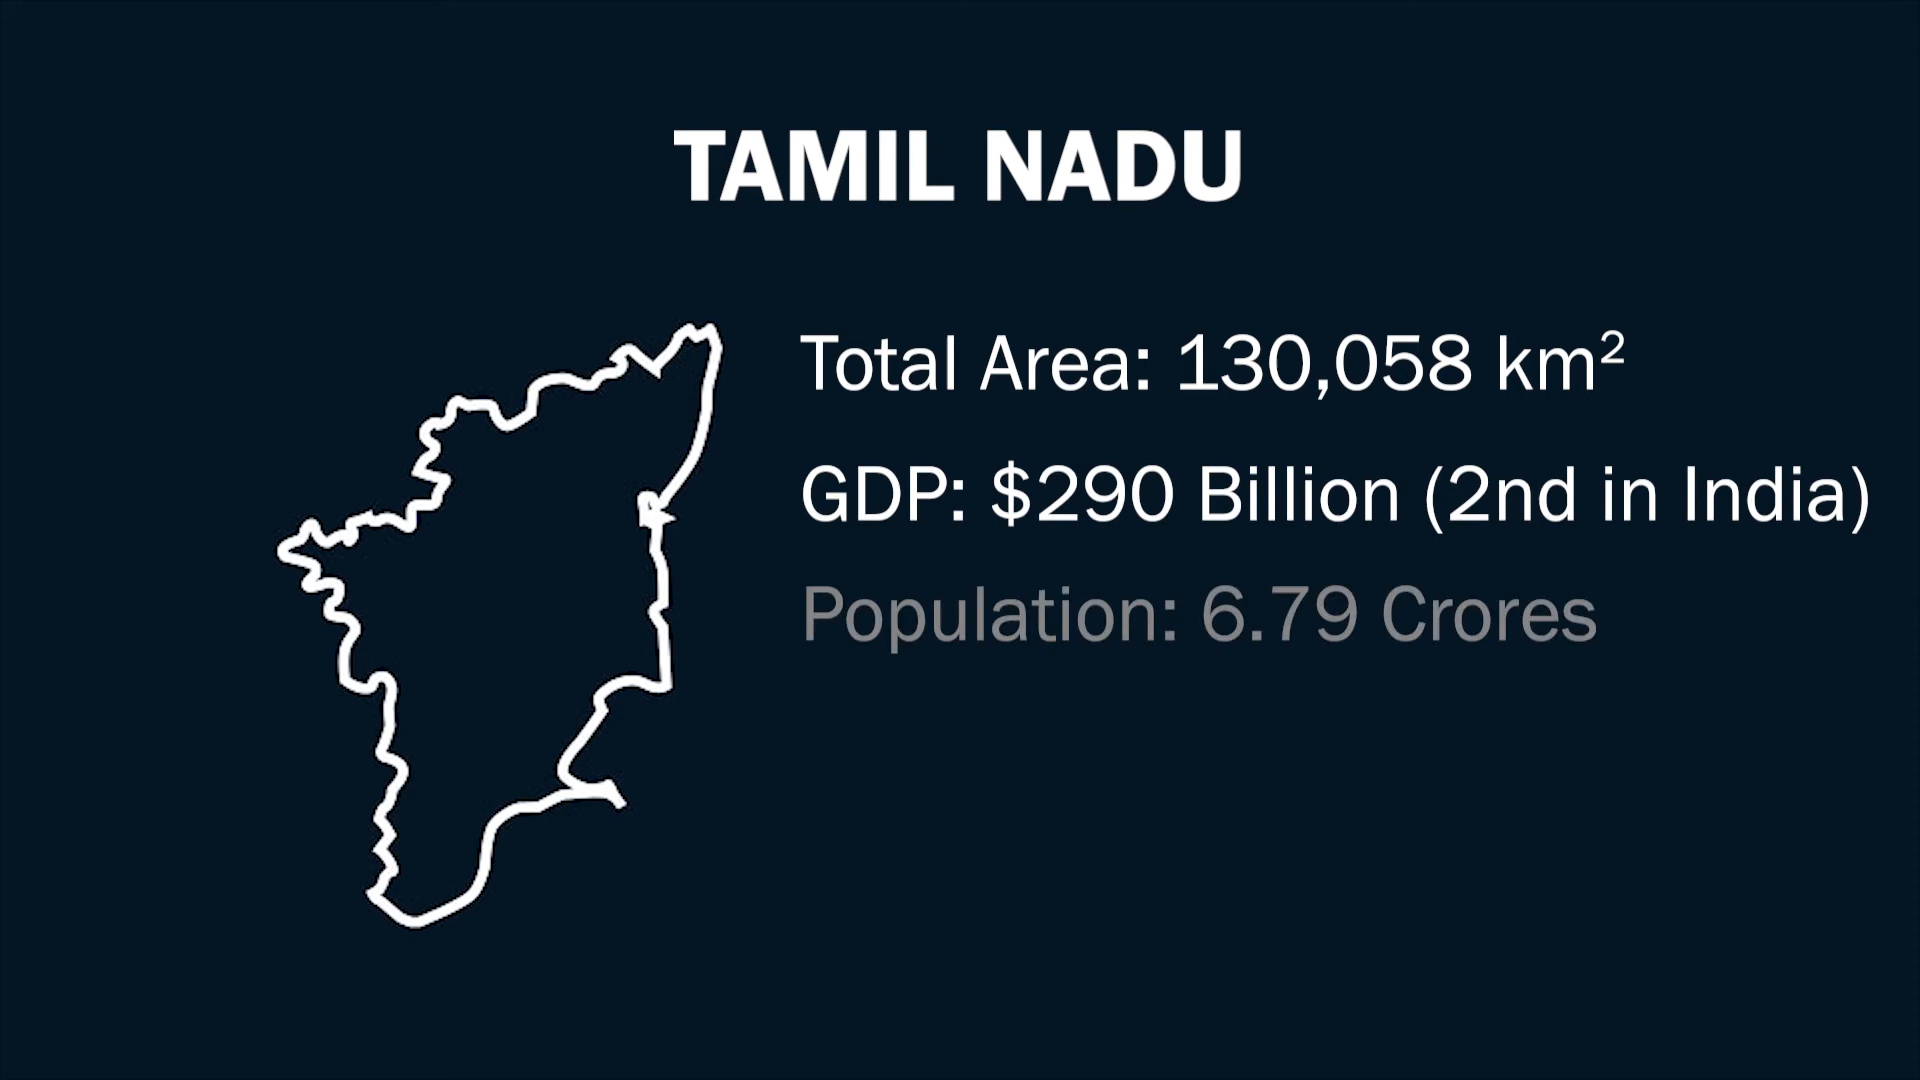 TAMIL NADU
Total Area: 130,058 km²
GDP: $290 Billion (2nd in India)
Population: 6.79 Crores